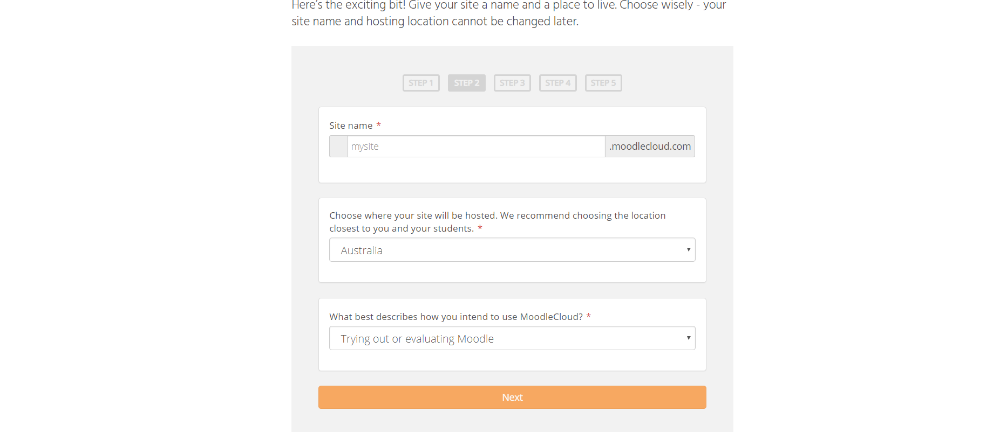 Here's the exciting bit! Give your site a name and a place to live. Choose wisely - your
site name and hosting location cannot be changed later.
STEP 1 STEP 2 STEP 3 STEP 4 STEP 5
Site name *
mysite .moodlecloud.com
Choose where your site will be hosted. We recommend choosing the location
closest to you and your students. *
Australia
What best describes how you intend to use MoodleCloud? *
Trying out or evaluating Moodle
Next